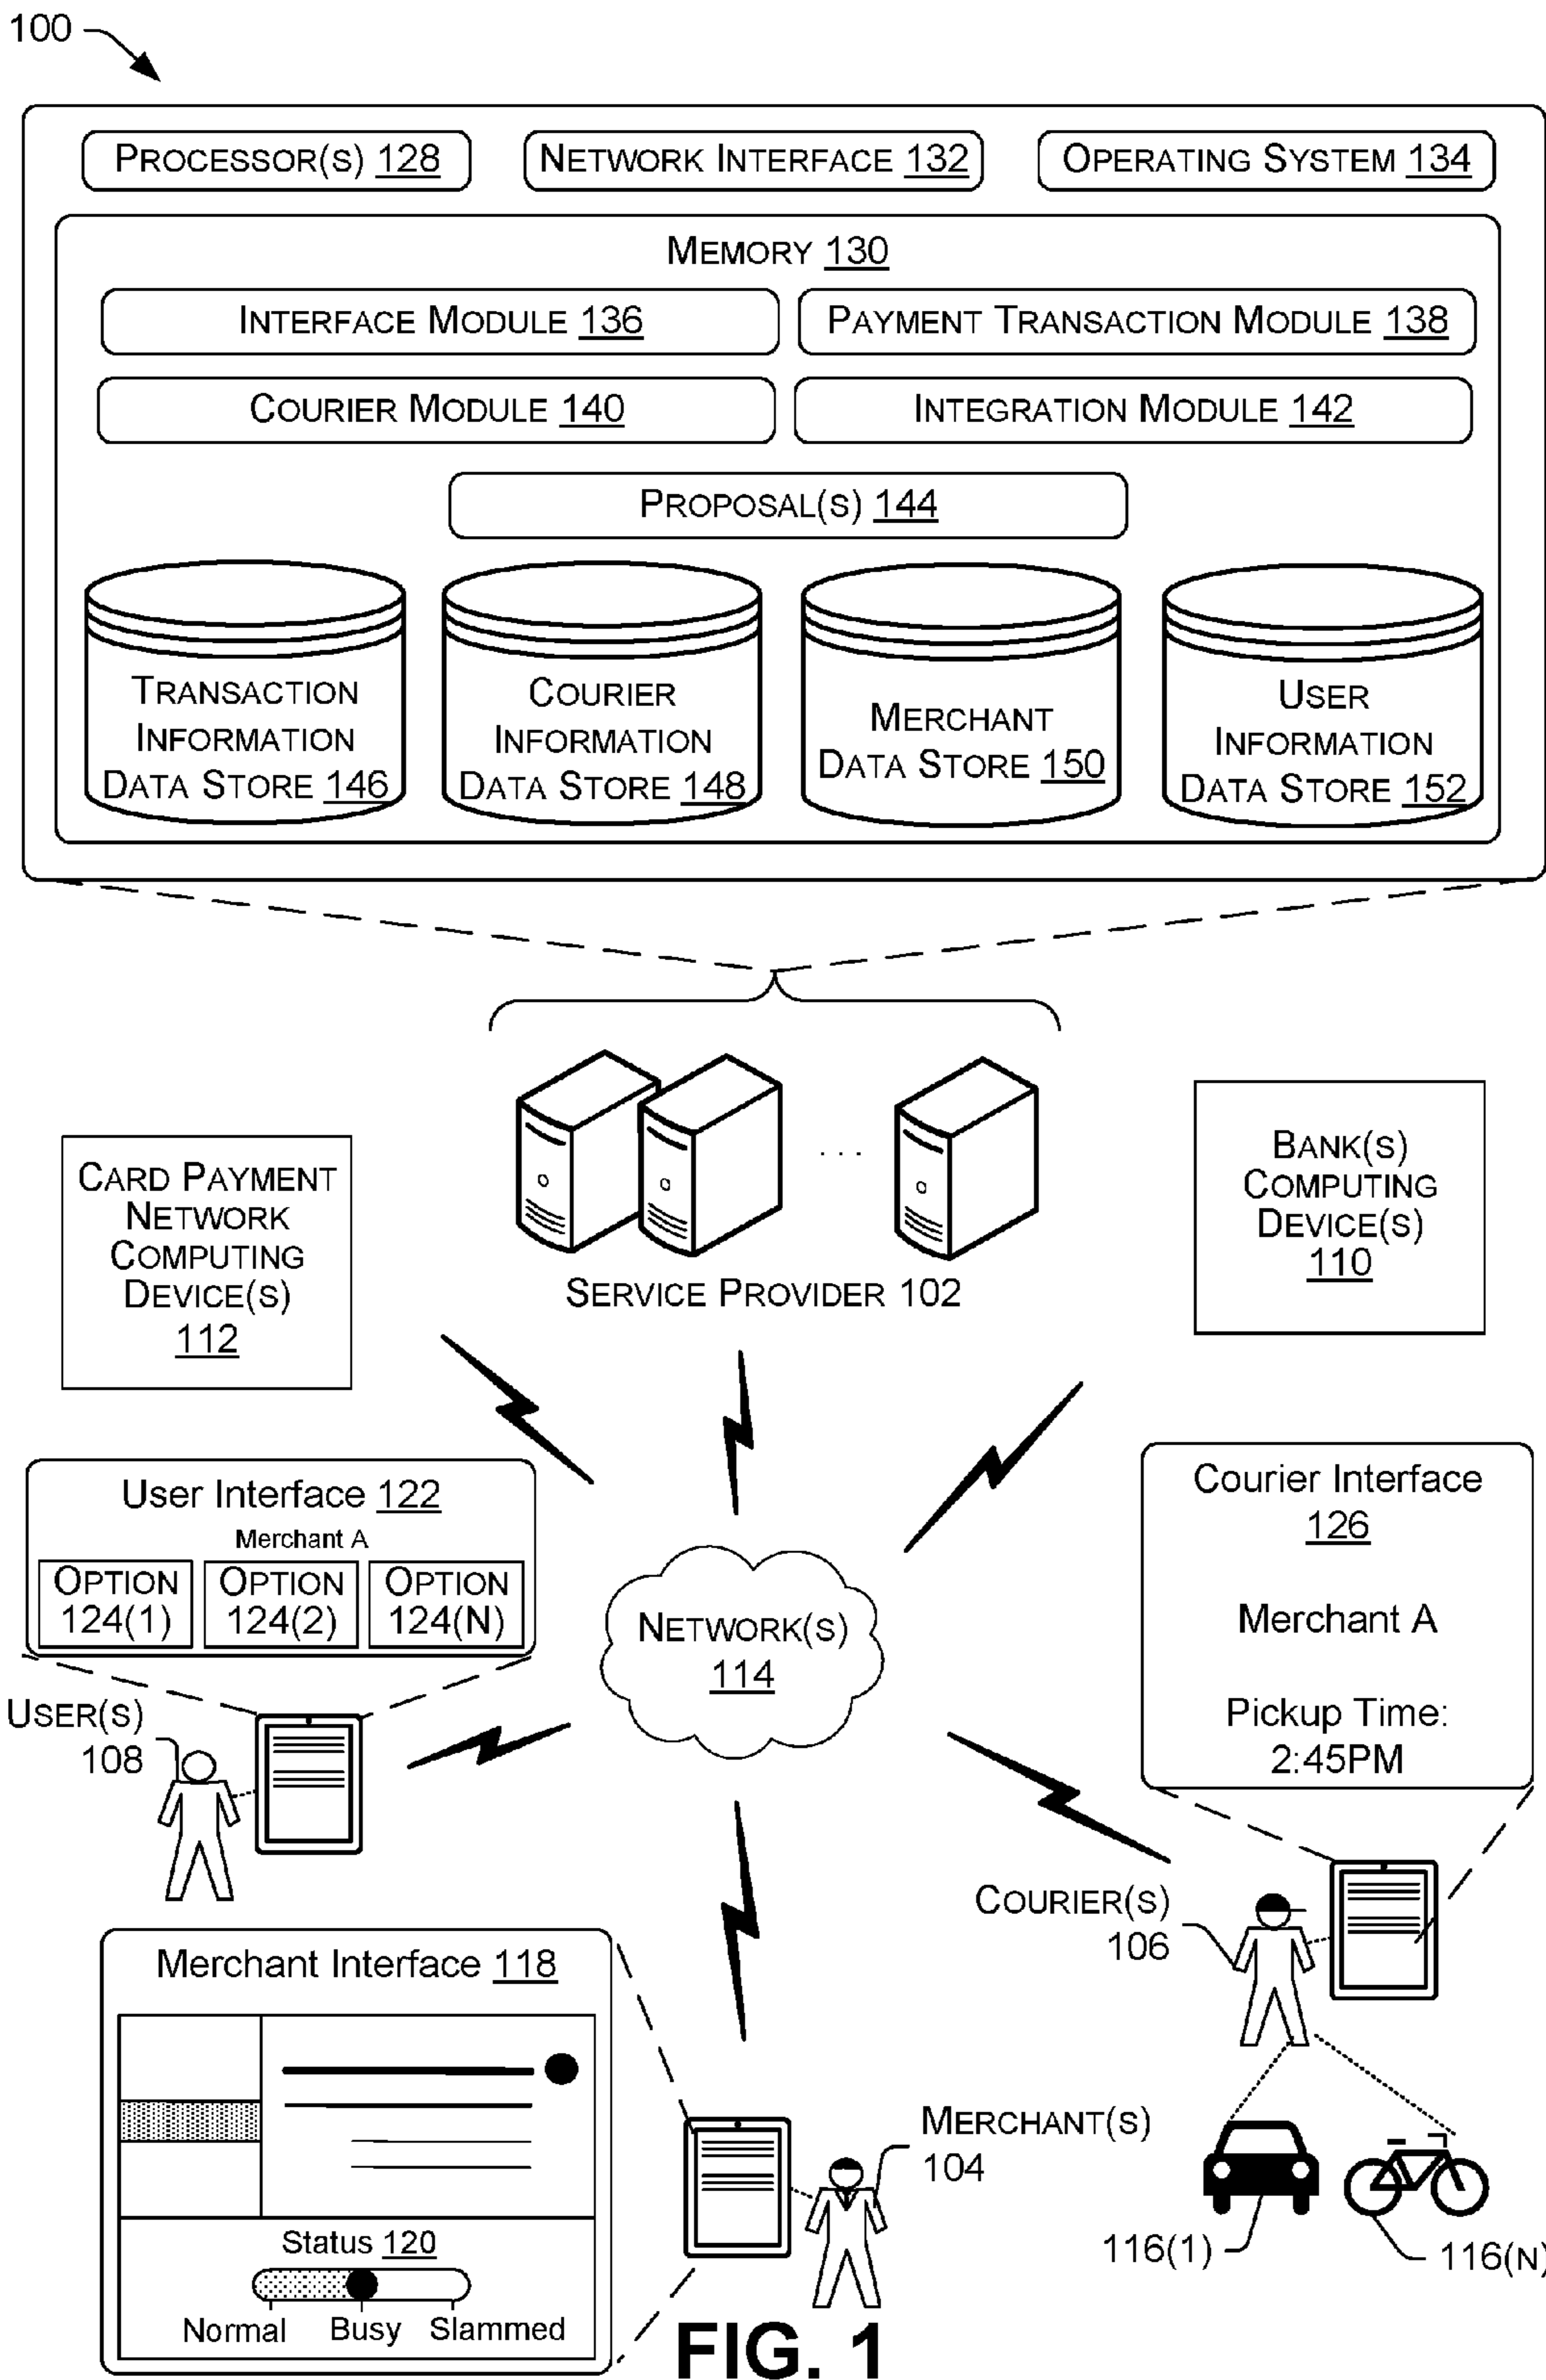 100
PROCESSOR(S) 128
NETWORK INTERFACE 132
OPERATING SYSTEM 134
MEMORY 130
INTERFACE MODULE 136
PAYMENT TRANSACTION MODULE 138
COURIER MODULE 140
INTEGRATION MODULE 142
PROPOSAL(S) 144
TRANSACTION
INFORMATION
DATA STORE 146
COURIER
INFORMATION
DATA STORE 148
MERCHANT
DATA STORE 150
USER
INFORMATION
DATA STORE 152
CARD PAYMENT
NETWORK
COMPUTING
DEVICE(S)
112
. . .
SERVICE PROVIDER 102
BANK(S)
COMPUTING
DEVICE(S)
110
User Interface 122
Merchant A
OPTION
124(1)
OPTION
124(2)
OPTION
124(N)
NETWORK(S)
114
Courier Interface
126
Merchant A
Pickup Time:
2:45PM
USER(S)
108
COURIER(S)
106
Merchant Interface 118
Status 120
Normal
Busy
Slammed
MERCHANT(S)
104
116(1)
116(N)
FIG. 1